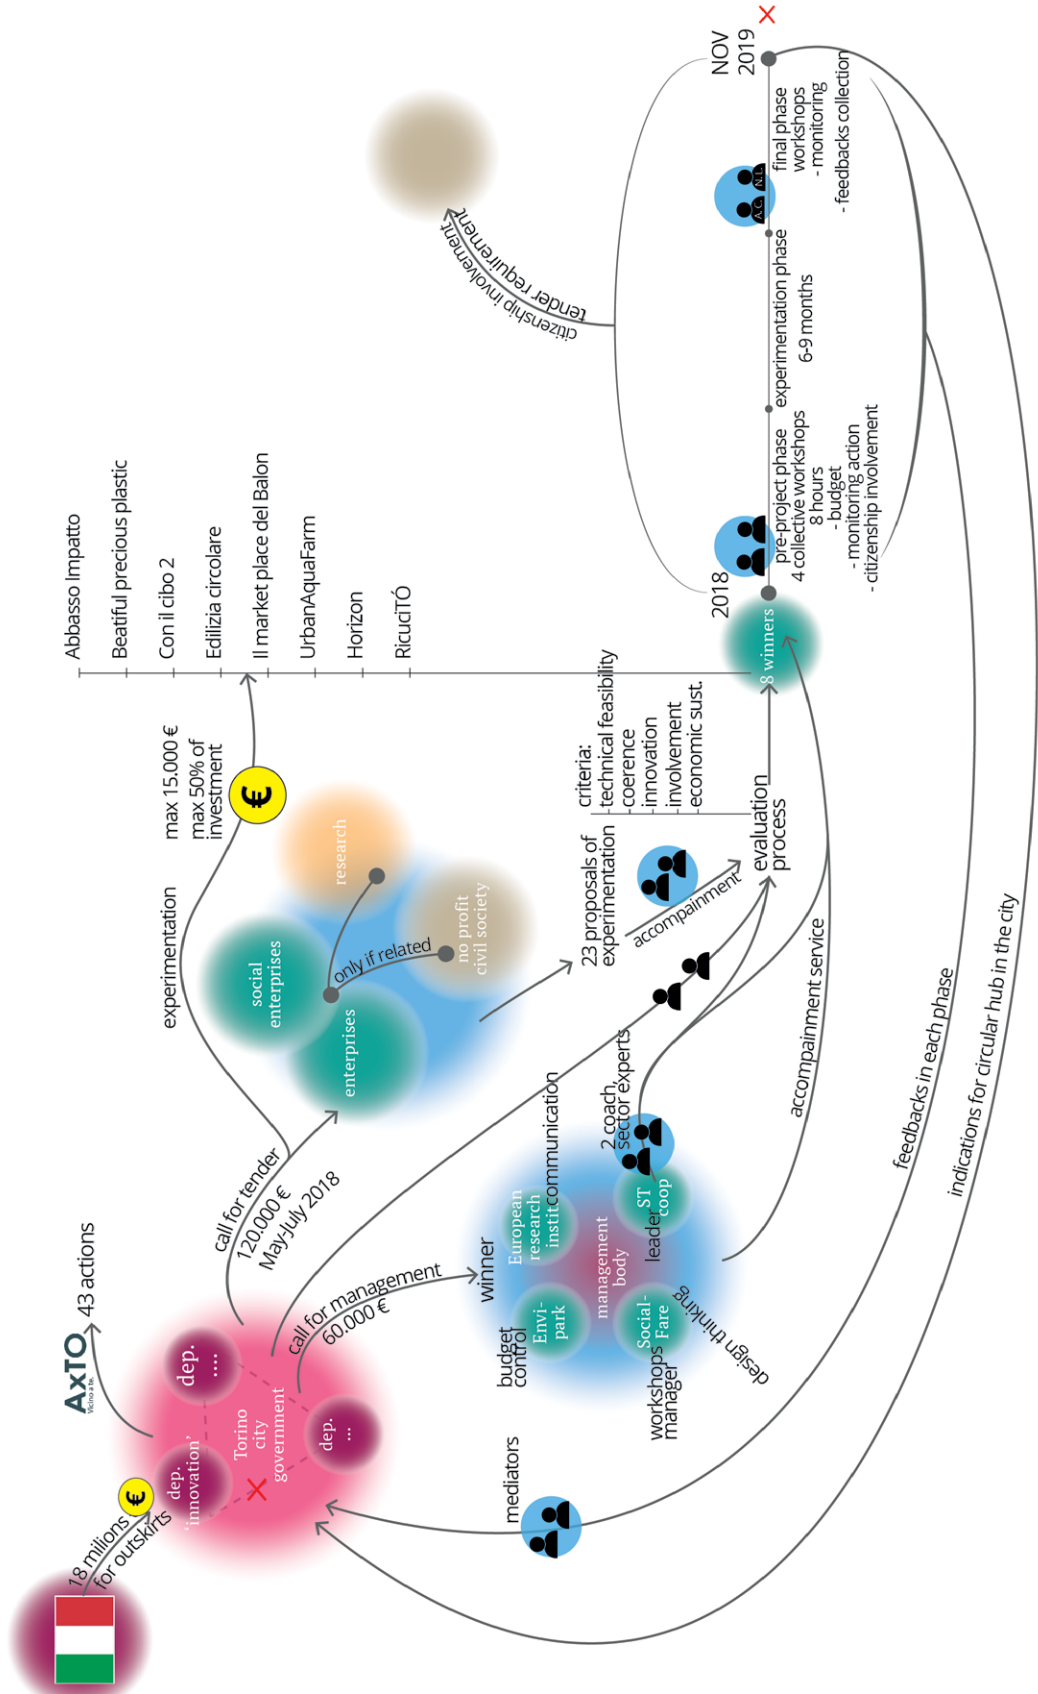 18 milions
for outskirts
€
AxTO
Vicino a te.
43 actions
dep.
'innovation'
dep.
....
dep.
...
Torino
city
government
call for tender
120.000 €
May-July 2018
experimentation
max 15.000 €
max 50% of
investment
€
Abbasso Impatto
Beatiful precious plastic
Con il cibo 2
Edilizia circolare
Il market place del Balon
UrbanAquaFarm
Horizon
RicuciTÓ
social
enterprises
enterprises
research
only if related
no profit
civil society
citizenship involvement
tender requirement
call for management
60.000 €
winner
budget
control
Envi-
park
European
research
instit
communication
management
body
Social-
Fare
workshops
manager
design thinking
leader
ST
coop
2 coach,
sector experts
23 proposals of
experimentation
accompainment
criteria:
technical feasibility
coerence
innovation
involvement
economic sust.
evaluation
process
8 winners
accompainment service
2018
pre-project phase
4 collective workshops
8 hours
- budget
- monitoring action
- citizenship involvement
experimentation phase
6-9 months
A.C.
N.L.
final phase
workshops
- monitoring
- feedbacks collection
NOV
2019
mediators
feedbacks in each phase
indications for circular hub in the city